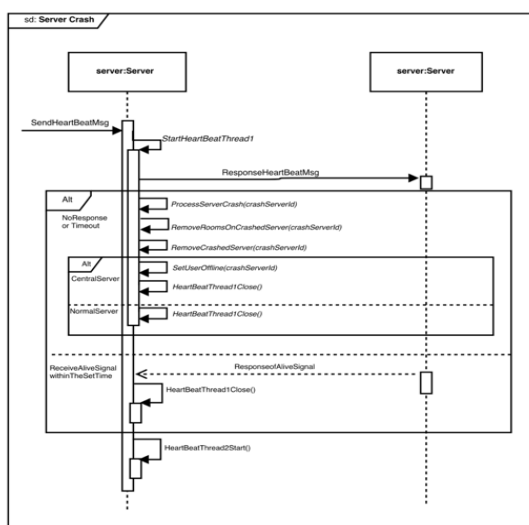 sd: Server Crash
server:Server
server:Server
SendHeartBeatMsg
StartHeartBeatThread1
ResponseHeartBeatMsg
Alt
NoResponse
or Timeout
ProcessServerCrash(crashServerId)
RemoveRoomsOnCrashedServer(crashServerId)
RemoveCrashedServer(crashServerId)
Alt
CentralServer
SetUserOffline(crashServerId)
HeartBeatThread1Close()
NormalServer
HeartBeatThread1Close()
ReceiveAliveSignal
withinTheSetTime
ResponseofAliveSignal
HeartBeatThread1Close()
HeartBeatThread2Start()